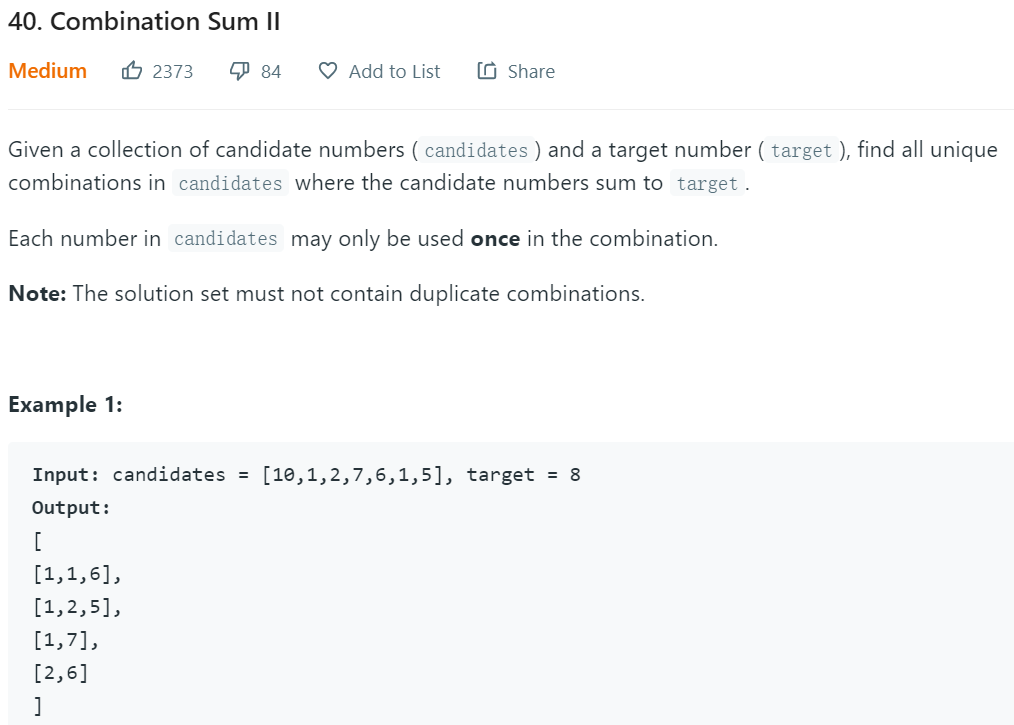 40. Combination Sum II
Medium 2373 84 Add to List Share
Given a collection of candidate numbers ( candidates ) and a target number ( target ), find all unique
combinations in candidates where the candidate numbers sum to target .
Each number in candidates may only be used once in the combination.
Note: The solution set must not contain duplicate combinations.
Example 1:
Input: candidates = [10,1,2,7,6,1,5], target = 8
Output:
[
[1,1,6],
[1,2,5],
[1,7],
[2,6]
]